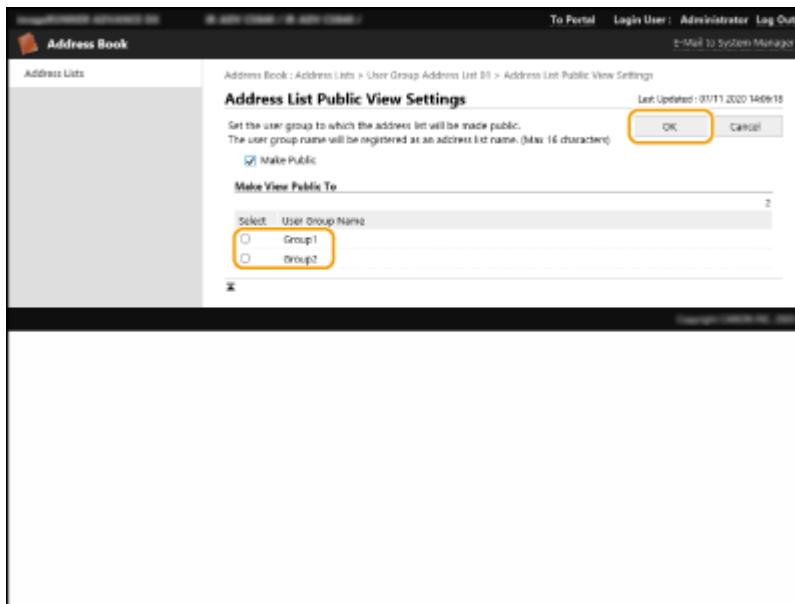 To Portal Login User : Administrator Log Out
Address Book
E-Mail to System Manager
Address Lists
Address Book : Address Lists > User Group Address List 01 > Address List Public View Settings
Address List Public View Settings
Last Updated : 07/11 2020 14:06:18
Set the user group to which the address list will be made public.
The user group name will be registered as an address list name. (Max 16 characters)
OK
Cancel
Make Public
Make View Public To
2
Select User Group Name
Group1
Group2